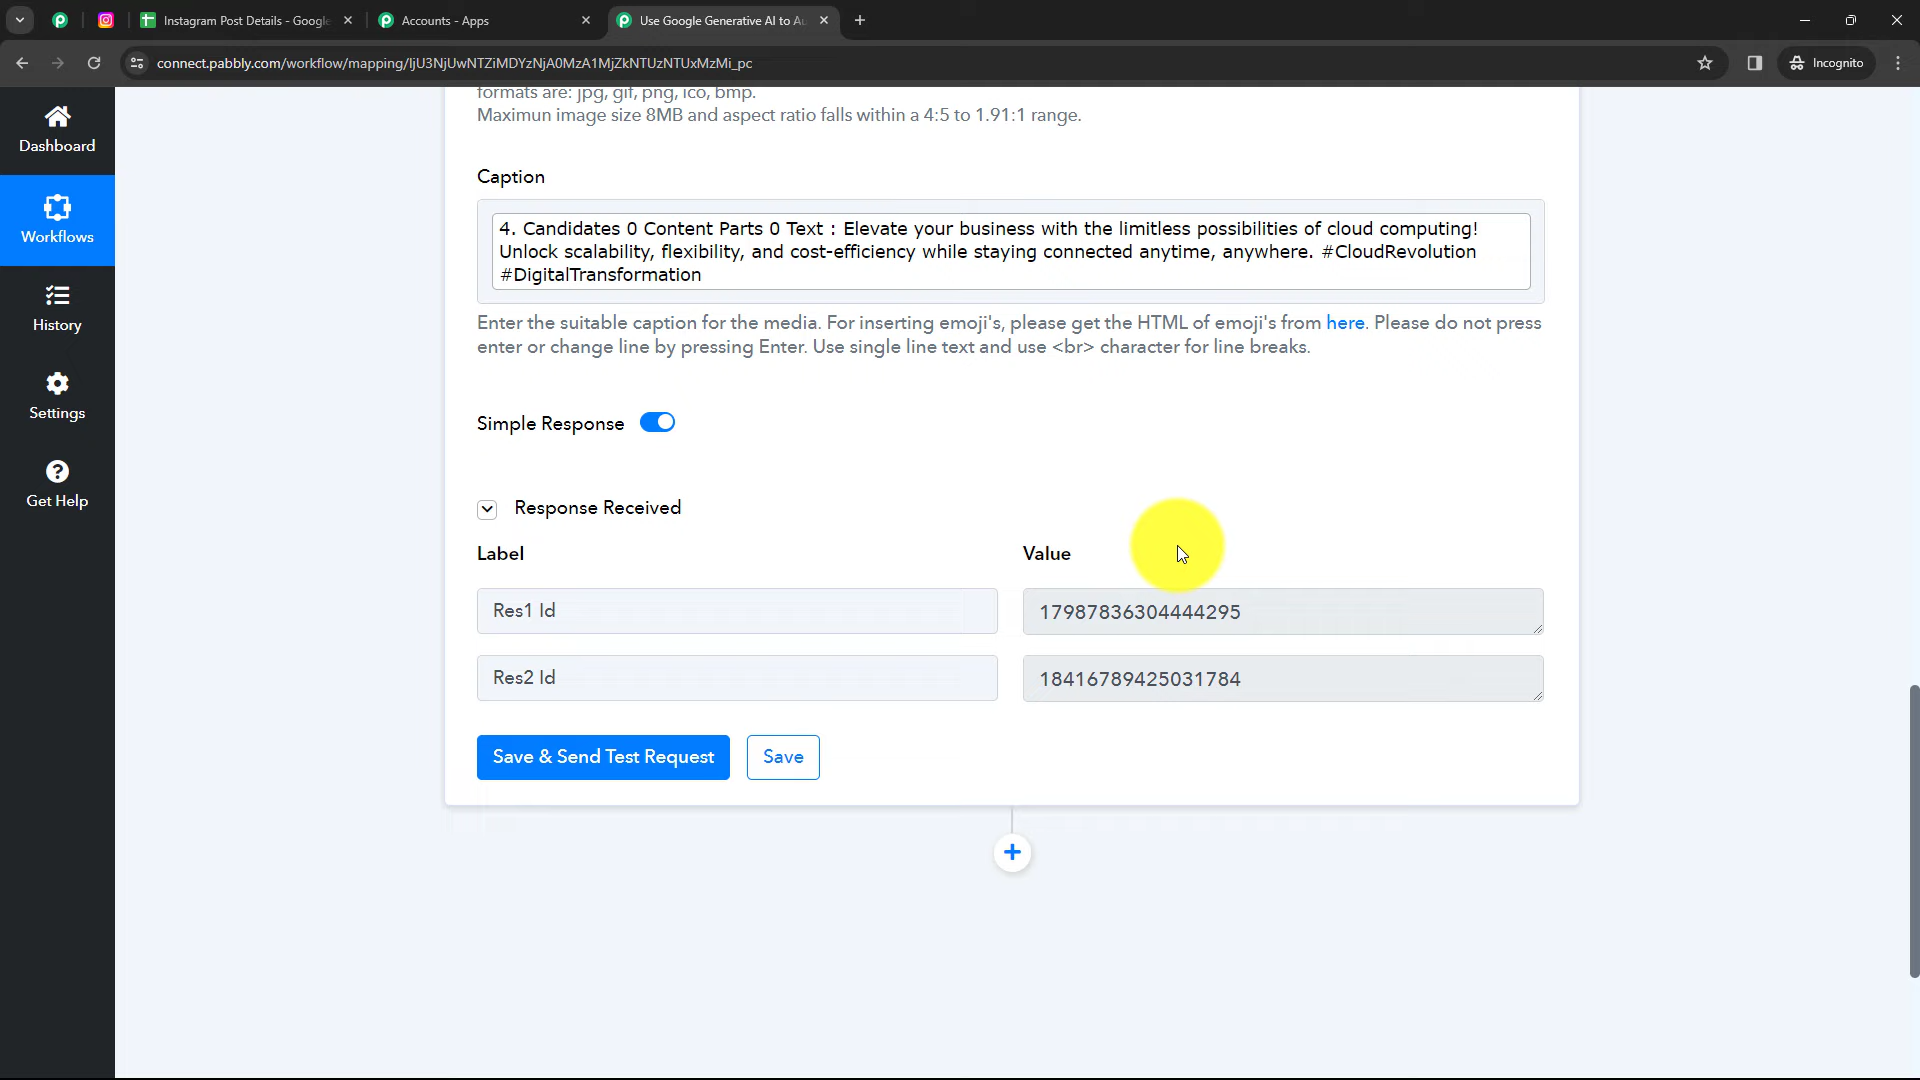 Instagram Post Details - Google
Accounts - Apps
Use Google Generative AI to Au
connect.pabbly.com/workflow/mapping/IjU3NjUwNTZiMDYzNjA0MzA1MjZkNTUzNTUxMzMi_pc
Incognito
Dashboard
Workflows
History
Settings
Get Help
formats are: jpg, gif, png, ico, bmp.
Maximun image size 8MB and aspect ratio falls within a 4:5 to 1.91:1 range.
Caption
4. Candidates 0 Content Parts 0 Text : Elevate your business with the limitless possibilities of cloud computing!
Unlock scalability, flexibility, and cost-efficiency while staying connected anytime, anywhere. #CloudRevolution
#DigitalTransformation
Enter the suitable caption for the media. For inserting emoji's, please get the HTML of emoji's from here. Please do not press
enter or change line by pressing Enter. Use single line text and use <br> character for line breaks.
Simple Response
Response Received
Label
Value
Res1 Id
17987836304444295
Res2 Id
18416789425031784
Save & Send Test Request
Save